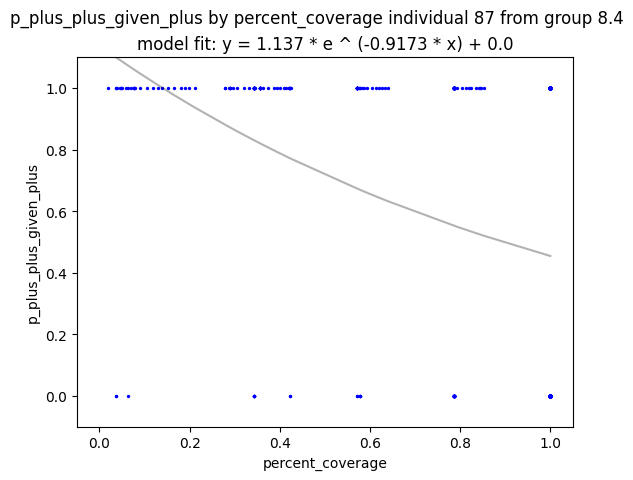 p_plus_plus_given_plus by percent_coverage individual 87 from group 8.4
model fit: y = 1.137 * e ^ (-0.9173 * x) + 0.0
1.0
0.8
0.6
0.4
0.2
0.0
p_plus_plus_given_plus
0.0 0.2 0.4 0.6 0.8 1.0
percent_coverage